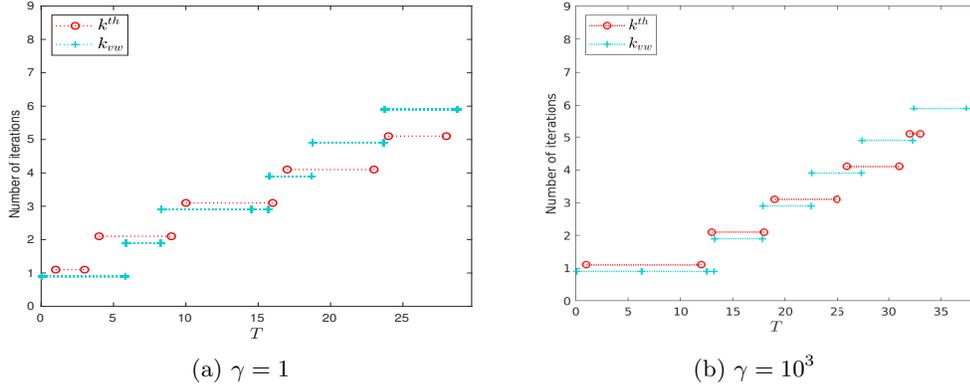 9
8
7
6
5
4
3
2
1
0
Number of iterations
k^{th}
k_{vw}
0 5 10 15 20 25
T
(a) γ = 1
9
8
7
6
5
4
3
2
1
0
Number of iterations
k^{th}
k_{vw}
0 5 10 15 20 25 30 35
T
(b) γ = 10^3